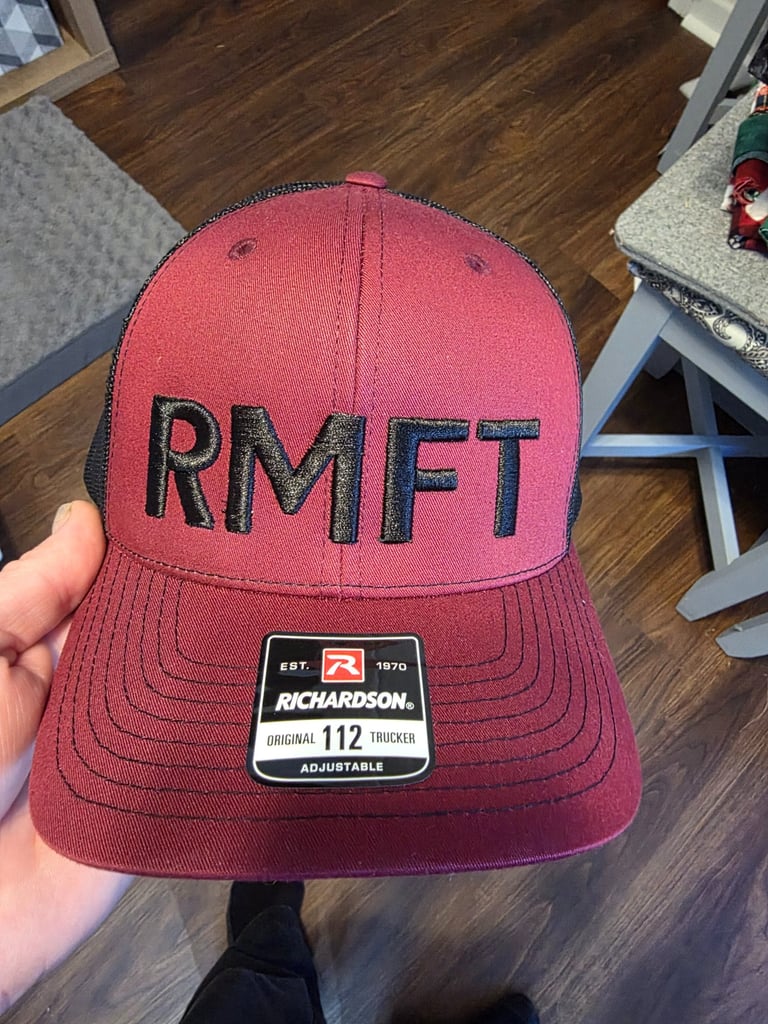 RMFT
EST. R 1970
RICHARDSON®
ORIGINAL 112 TRUCKER
ADJUSTABLE